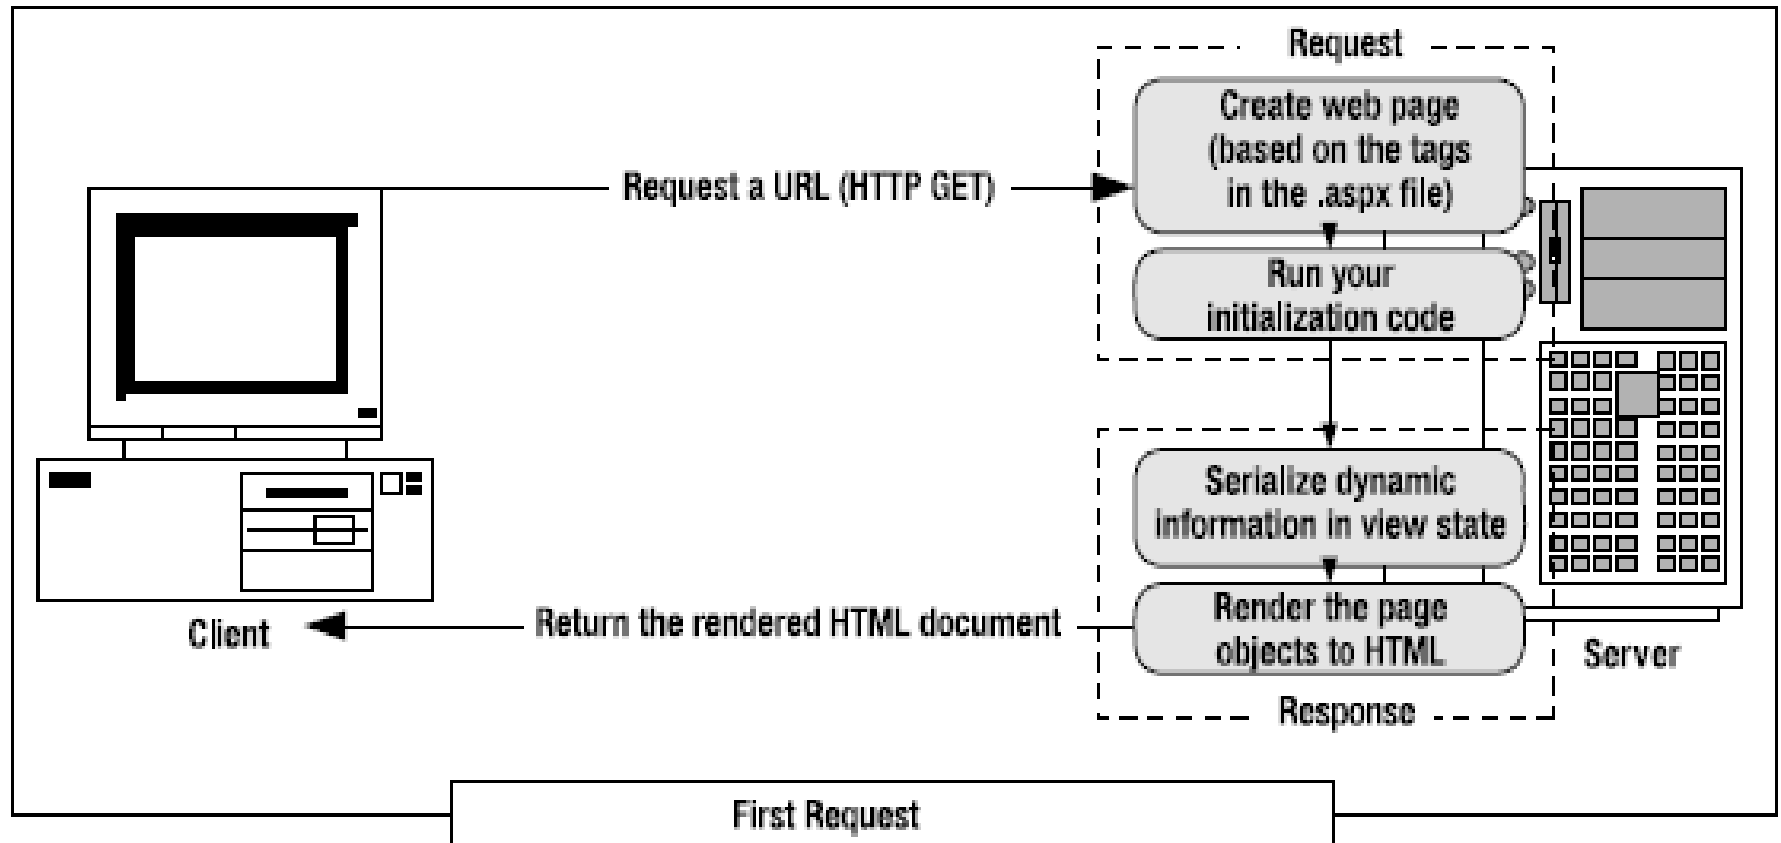 Request
Create web page
(based on the tags
in the .aspx file)
Request a URL (HTTP GET)
Run your
initialization code
Serialize dynamic
information in view state
Render the page
objects to HTML
Return the rendered HTML document
Client
Server
Response
First Request